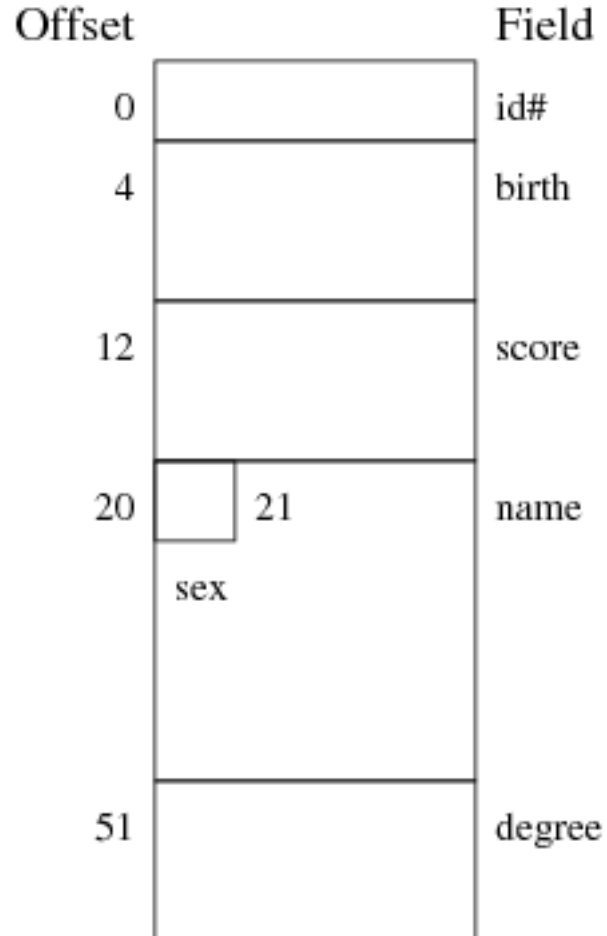 Offset Field
0 id#
4 birth
12 score
20 21 name
sex
51 degree